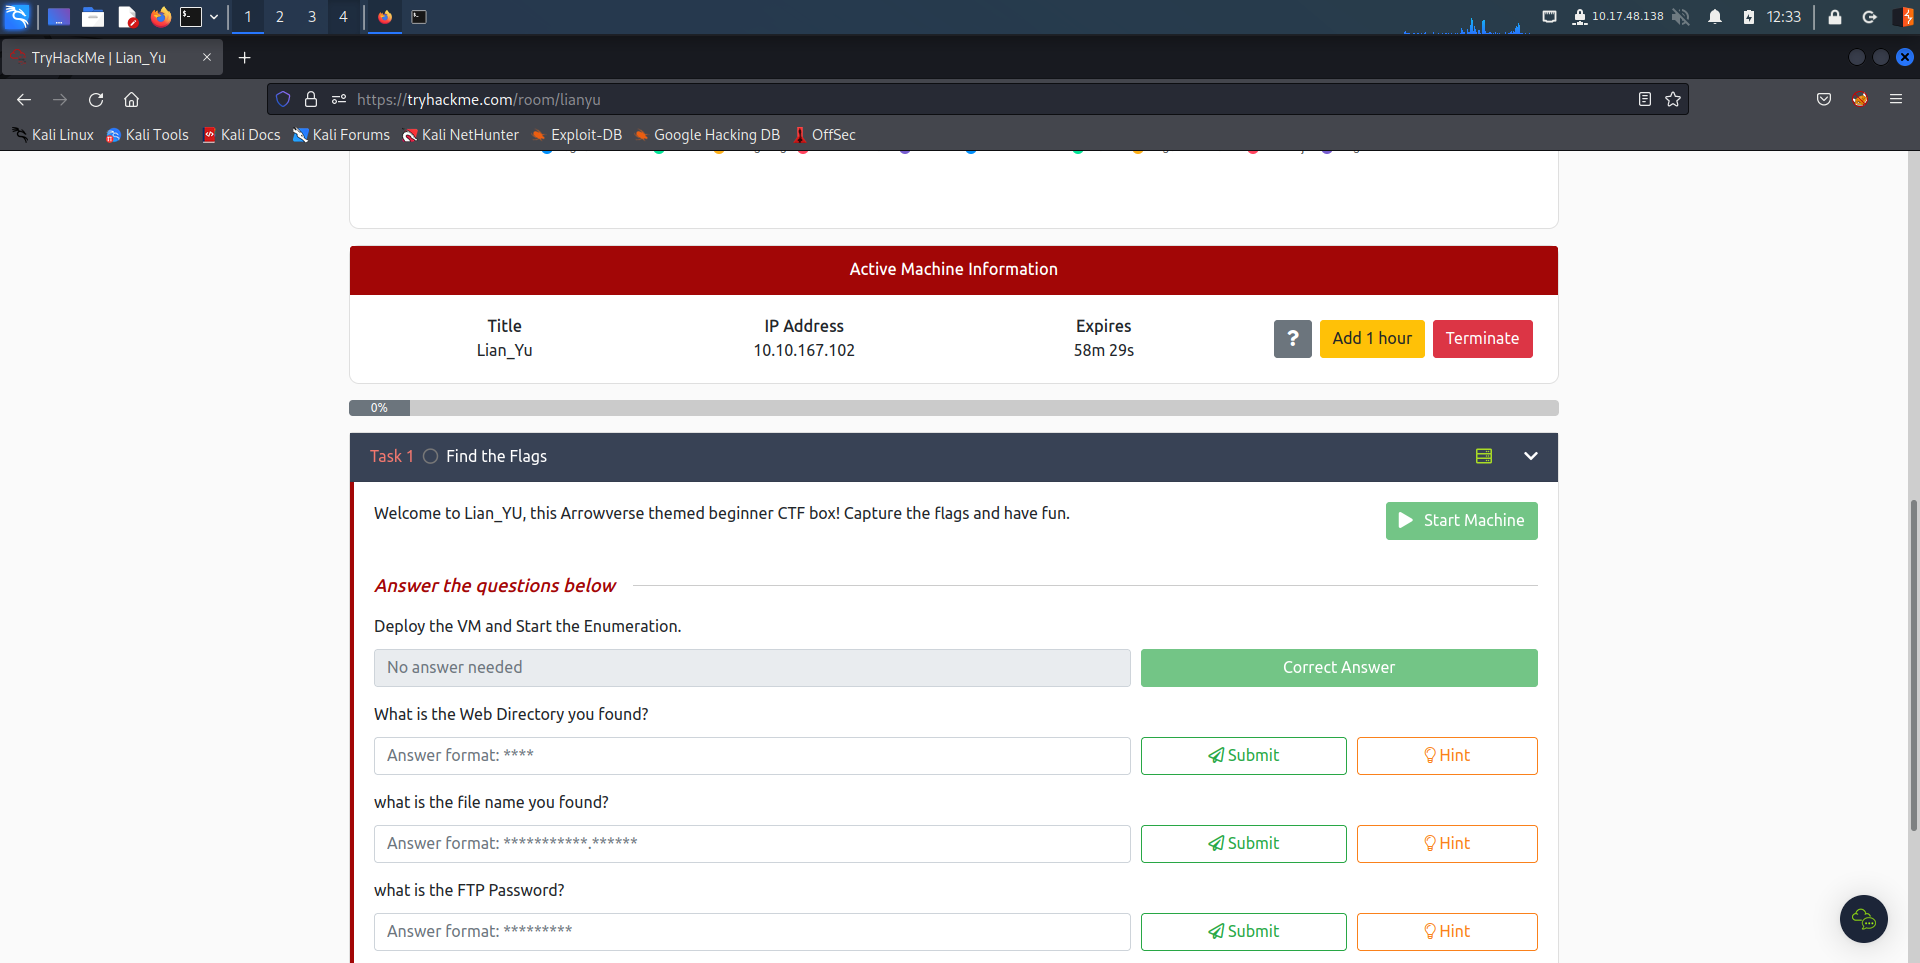 1 2 3 4 10.17.48.138 12:33
TryHackMe | Lian_Yu
https://tryhackme.com/room/lianyu
Kali Linux Kali Tools Kali Docs Kali Forums Kali NetHunter Exploit-DB Google Hacking DB OffSec
Active Machine Information
Title IP Address Expires
Lian_Yu 10.10.167.102 58m 29s
? Add 1 hour Terminate
0%
Task 1 Find the Flags
Welcome to Lian_YU, this Arrowverse themed beginner CTF box! Capture the flags and have fun.
Start Machine
Answer the questions below
Deploy the VM and Start the Enumeration.
No answer needed Correct Answer
What is the Web Directory you found?
Answer format: **** Submit Hint
what is the file name you found?
Answer format: ***********.****** Submit Hint
what is the FTP Password?
Answer format: ********* Submit Hint